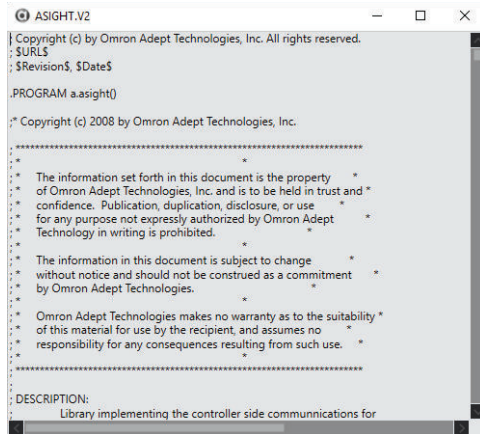 ASIGHT.V2
; Copyright (c) by Omron Adept Technologies, Inc. All rights reserved.
; $URL$
; $Revision$, $Date$
.PROGRAM a.asight()
;* Copyright (c) 2008 by Omron Adept Technologies, Inc.
; ***********************************************************************
; * *
; * The information set forth in this document is the property *
; * of Omron Adept Technologies, Inc. and is to be held in trust and *
; * confidence. Publication, duplication, disclosure, or use *
; * for any purpose not expressly authorized by Omron Adept *
; * Technology in writing is prohibited. *
; * *
; * The information in this document is subject to change *
; * without notice and should not be construed as a commitment *
; * by Omron Adept Technologies. *
; * *
; * Omron Adept Technologies makes no warranty as to the suitability *
; * of this material for use by the recipient, and assumes no *
; * responsibility for any consequences resulting from such use. *
; * *
; ***********************************************************************
;
; DESCRIPTION:
; Library implementing the controller side communnications for